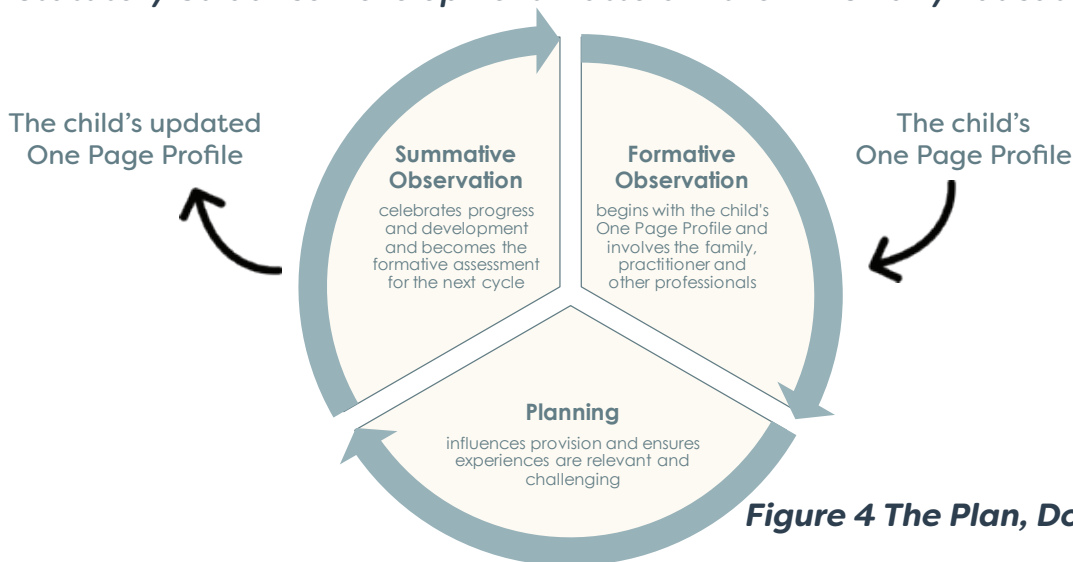 The child's updated
One Page Profile
Summative
Observation
celebrates progress
and development
and becomes the
formative assessment
for the next cycle
Formative
Observation
begins with the child's
One Page Profile and
involves the family,
practitioner and
other professionals
The child's
One Page Profile
Planning
influences provision and ensures
experiences are relevant and
challenging
Figure 4 The Plan, Do